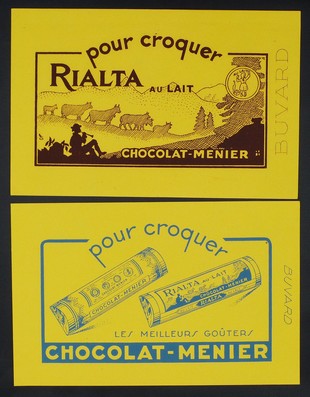 pour croquer
RIALTA AU LAIT
CHOCOLAT-MENIER
BUVARD
pour croquer
CHOCOLAT-MENIER
RIALTA AU LAIT
CHOCOLAT-MENIER
RIALTA
LES MEILLEURS GOÛTERS
CHOCOLAT-MENIER
BUVARD